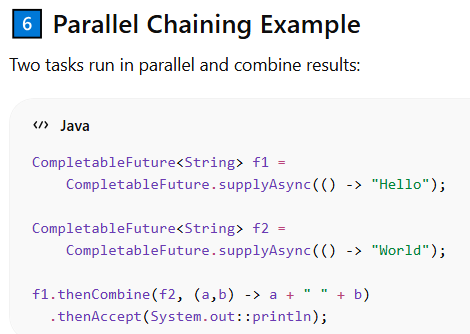 6 Parallel Chaining Example
Two tasks run in parallel and combine results:
</> Java
CompletableFuture<String> f1 =
    CompletableFuture.supplyAsync(() -> "Hello");
CompletableFuture<String> f2 =
    CompletableFuture.supplyAsync(() -> "World");
f1.thenCombine(f2, (a,b) -> a + " " + b)
  .thenAccept(System.out::println);